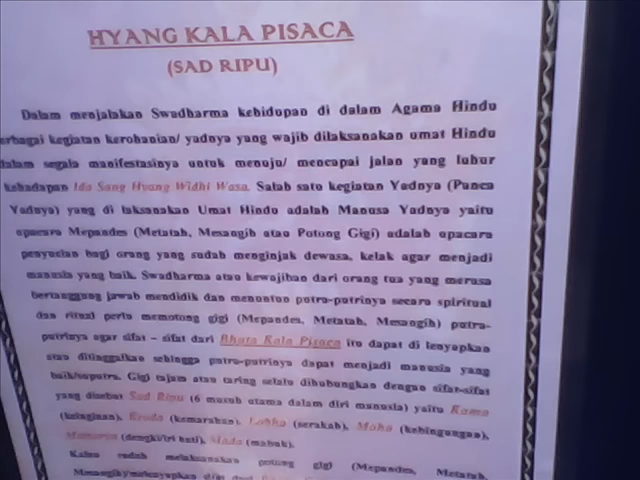 HYANG KALA PISACA
(SAD RIPU)
Dalam menjalakan Swadharma kehidupan di dalam Agama Hindu
erbagai kegiatan kerohanian/ yadnya yang wajib dilaksanakan umat Hindu
dalam segala manifestasinya untuk menuju/ mencapai jalan yang luhur
kehadapan Ida Sang Hyang Widhi Wasa. Salah satu kegiatan Yadnya (Panca
Yadnya) yang di laksanakan Umat Hindu adalah Manusa Yadnya yaitu
upacara Mepandes (Metatah, Mesangih atau Potong Gigi) adalah upacara
penyucian bagi orang yang sudah menginjak dewasa, kelak agar menjadi
manusia yang baik. Swadharma atau kewajiban dari orang tua yang merasa
bertanggung jawab mendidik dan menuntun putra-putrinya secara spiritual
dan ritual perlu memotong gigi (Mepandes, Metatah, Mesangih) putra-
putrinya agar sifat – sifat dari Bhuta Kala Pisaca itu dapat di lenyapkan
atau ditinggalkan sehingga putra-putrinya dapat menjadi manusia yang
baik/suputra. Gigi tajam atau taring selalu dihubungkan dengan sifat-sifat
yang disebut Sad Ripu (6 musuh utama dalam diri manusia) yaitu Kama
(keinginan), Kroda (kemarahan), Lobha (serakah), Moha (kebingungan),
(dengki/iri hati), Mada (mabuk).
Kalau sudah melaksanakan potong gigi (Mepandes, Metatah,